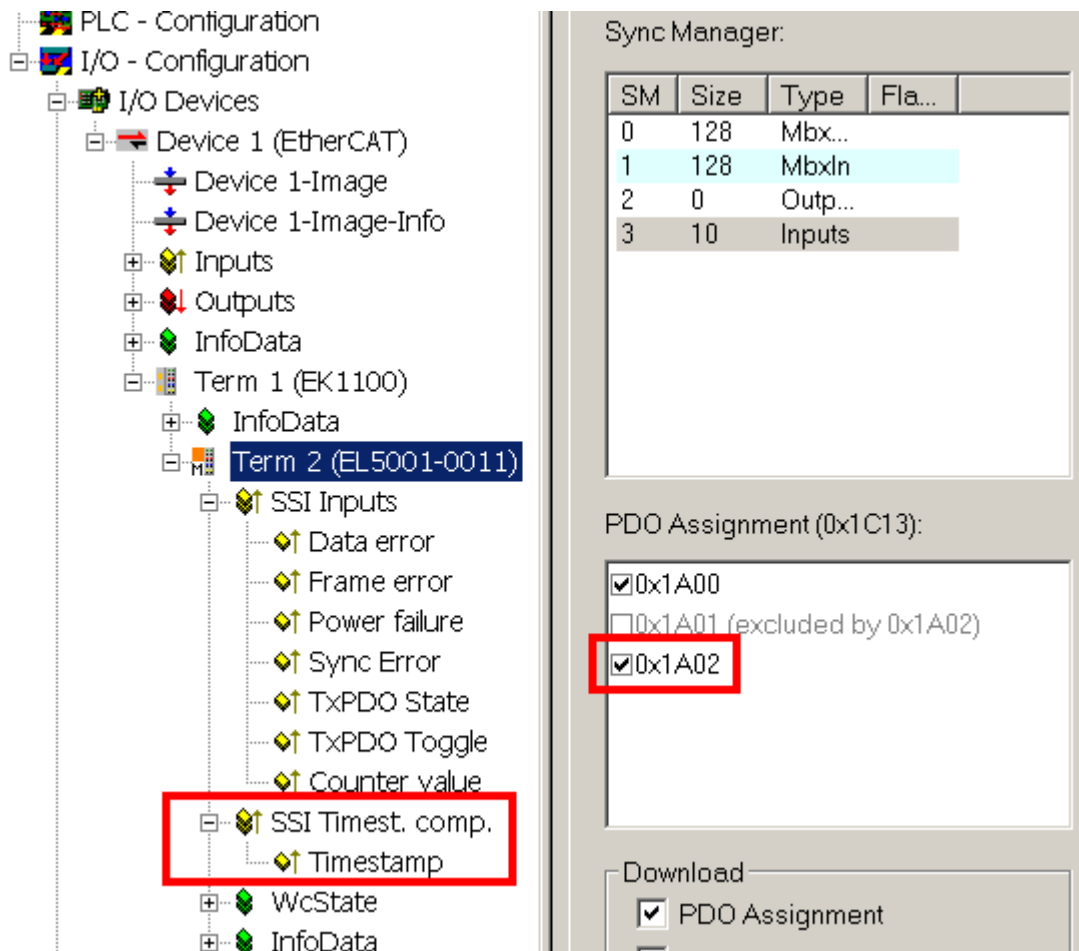 PLC - Configuration
I/O - Configuration
I/O Devices
Device 1 (EtherCAT)
Device 1-Image
Device 1-Image-Info
Inputs
Outputs
InfoData
Term 1 (EK1100)
InfoData
M
Term 2 (EL5001-0011)
SSI Inputs
Data error
Frame error
Power failure
Sync Error
TxPDO State
TxPDO Toggle
Counter value
SSI Timest. comp.
Timestamp
WcState
InfoData
Sync Manager:
SM Size Type Fla...
0 128 Mbx...
1 128 MbxIn
2 0 Outp...
3 10 Inputs
PDO Assignment (0x1C13):
0x1A00
0x1A01 (excluded by 0x1A02)
0x1A02
Download
PDO Assignment